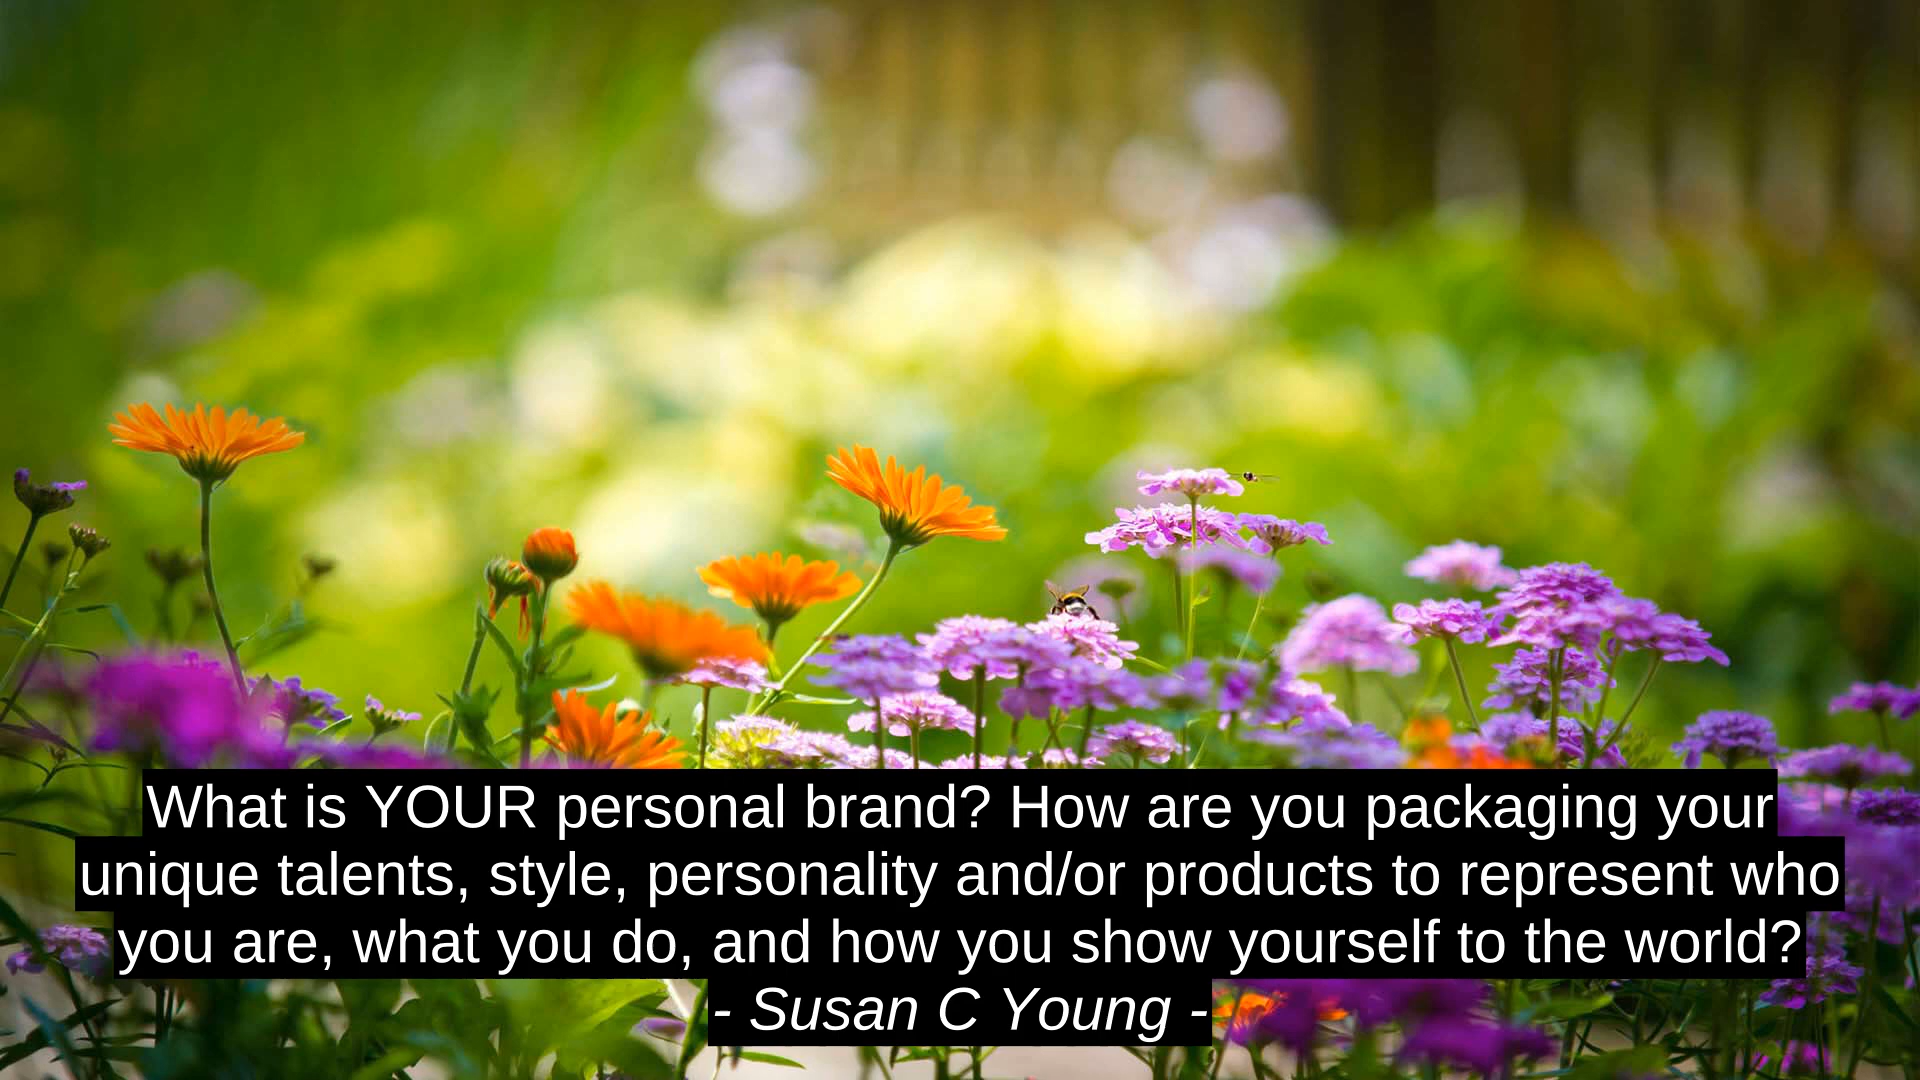 What is YOUR personal brand? How are you packaging your
unique talents, style, personality and/or products to represent who
you are, what you do, and how you show yourself to the world?
- Susan C Young -